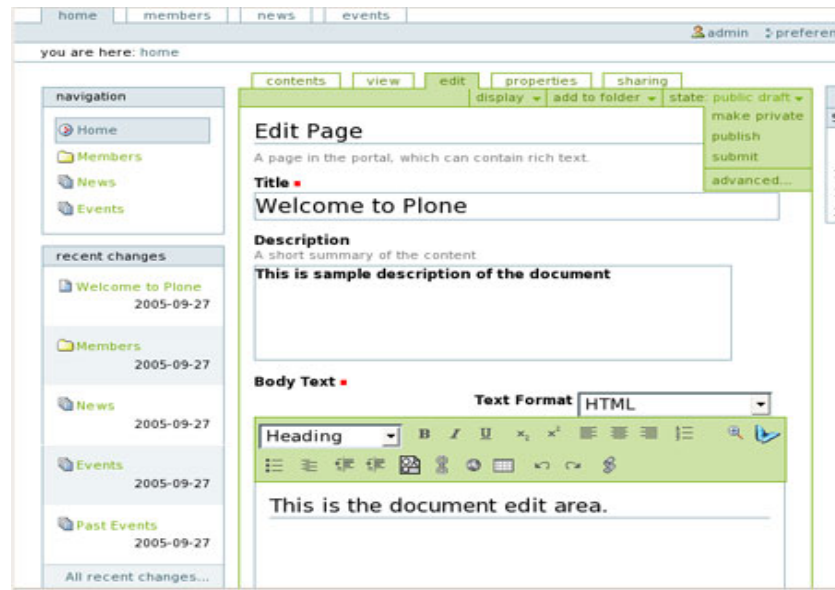 home members news events
admin preferen
you are here: home
navigation
Home
Members
News
Events
recent changes
Welcome to Plone
2005-09-27
Members
2005-09-27
News
2005-09-27
Events
2005-09-27
Past Events
2005-09-27
All recent changes...
contents view edit properties sharing
display add to folder state: public draft
make private
publish
submit
advanced...
Edit Page
A page in the portal, which can contain rich text.
Title
Welcome to Plone
Description
A short summary of the content
This is sample description of the document
Body Text
Text Format HTML
Heading B I U x₂ x²
This is the document edit area.